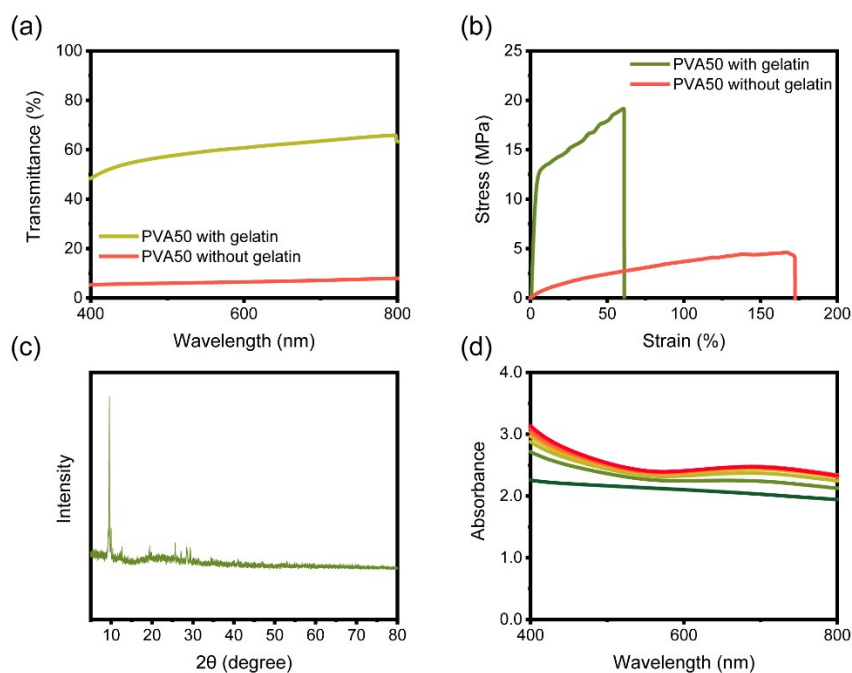 (a)
100
80
60
40
20
0
Transmittance (%)
PVA50 with gelatin
PVA50 without gelatin
400
600
800
Wavelength (nm)
(b)
25
20
15
10
5
0
Stress (MPa)
PVA50 with gelatin
PVA50 without gelatin
0
50
100
150
200
Strain (%)
(c)
Intensity
10
20
30
40
50
60
70
80
2θ (degree)
(d)
4.0
3.0
2.0
1.0
0.0
Absorbance
400
600
800
Wavelength (nm)